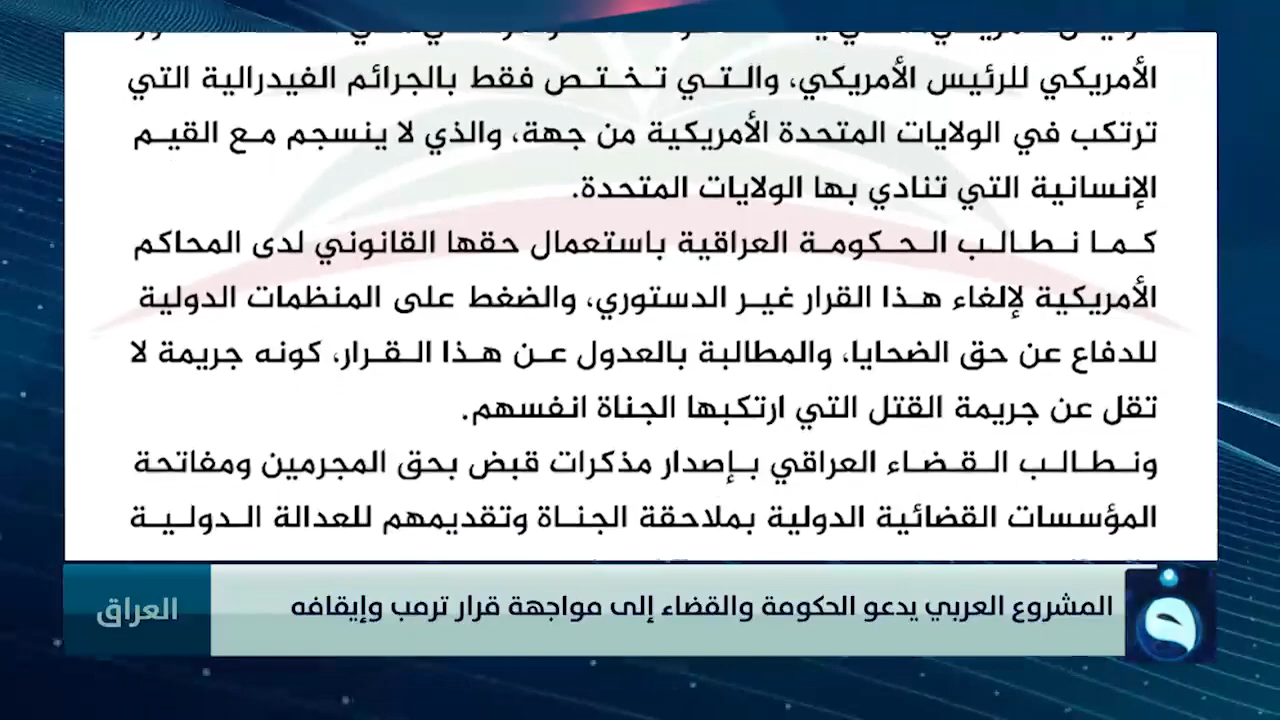 الأمريكي للرئيس الأمريكي، والتي تختص فقط بالجرائم الفيدرالية التي
ترتكب في الولايات المتحدة الأمريكية من جهة، والذي لا ينسجم مع القيم
الإنسانية التي تنادي بها الولايات المتحدة.
كما نطالب الحكومة العراقية باستعمال حقها القانوني لدى المحاكم
الأمريكية لإلغاء هذا القرار غير الدستوري، والضغط على المنظمات الدولية
للدفاع عن حق الضحايا، والمطالبة بالعدول عن هذا القرار، كونه جريمة لا
تقل عن جريمة القتل التي ارتكبها الجناة انفسهم.
ونطالب القضاء العراقي بإصدار مذكرات قبض بحق المجرمين ومفاتحة
المؤسسات القضائية الدولية بملاحقة الجناة وتقديمهم للعدالة الدولية
المشروع العربي يدعو الحكومة والقضاء إلى مواجهة قرار ترمب وإيقافه
العراق